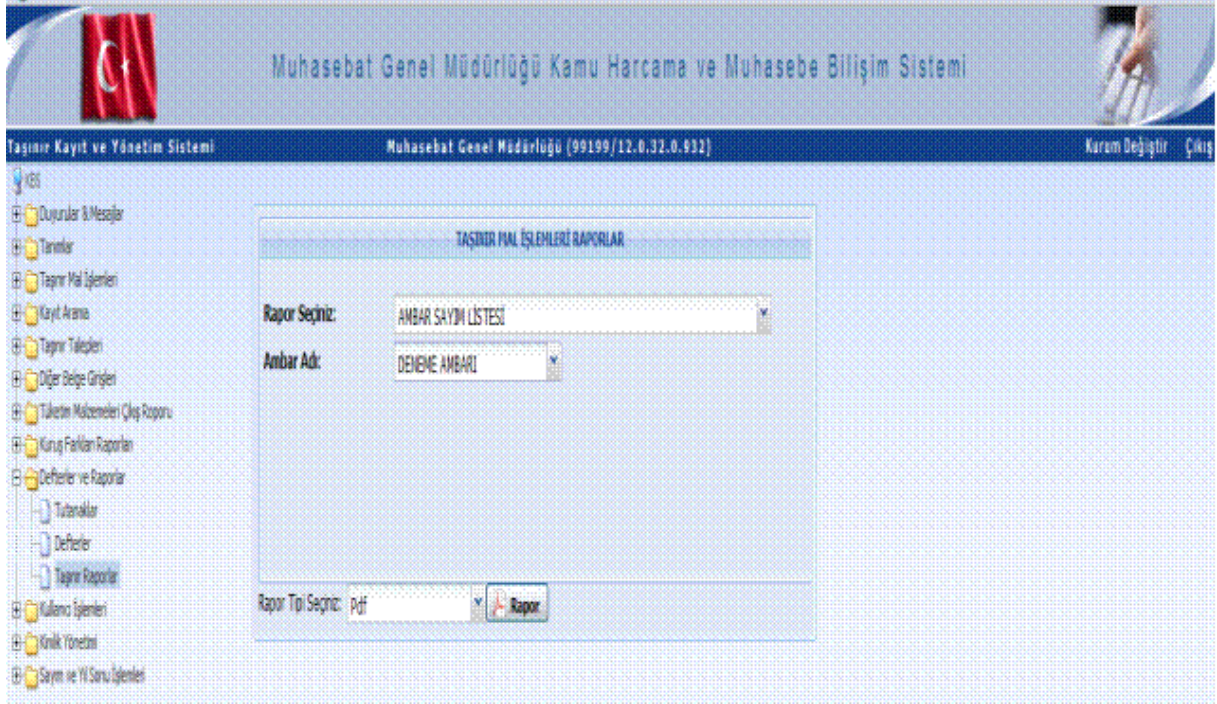 Muhasebat Genel Müdürlüğü Kamu Harcama ve Muhasebe Bilişim Sistemi
Taşınır Kayıt ve Yönetim Sistemi
Muhasebat Genel Müdürlüğü (99199/12.0.32.0.932)
Kurum Değiştir Çıkış
KBS
Duyurular & Mesajlar
Tanımlar
Taşınır Mal İşlemleri
Kayıt Arama
Taşınır Talepleri
Diğer Belge Girişleri
Tüketim Malzemeleri Çıkış Roporu
Kuruş Farkları Raporları
Defterler ve Raporlar
Tutanaklar
Defterler
Taşınır Raporlar
Kullanıcı İşlemleri
Kimlik Yönetimi
Sayım ve Yıl Sonu İşlemleri
TAŞINIR MAL İŞLEMLERİ RAPORLAR
Rapor Seçiniz: AMBAR SAYIM LİSTESİ
Ambar Adı: DENEME AMBARI
Rapor Tipi Seçiniz: Pdf Rapor